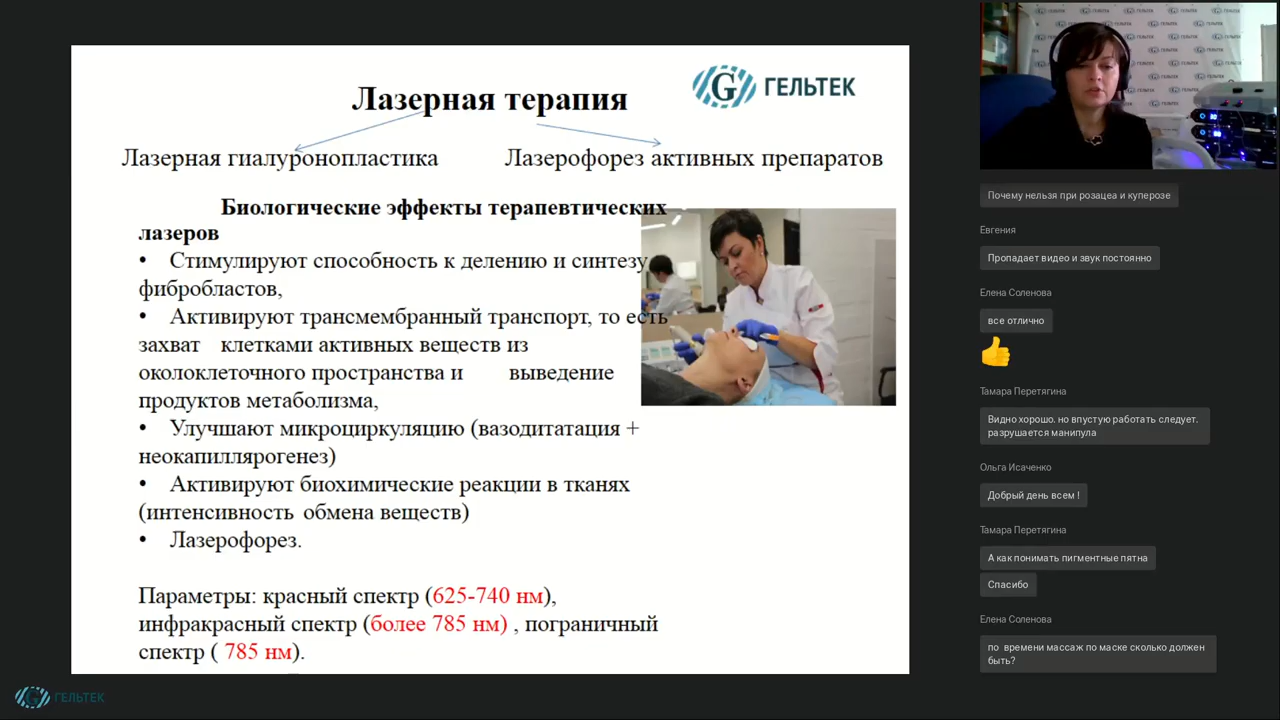 ГЕЛЬТЕК
Лазерная терапия
Лазерная гиалуронопластика
Лазерофорез активных препаратов
Биологические эффекты терапевтических
лазеров
• Стимулируют способность к делению и синтезу
фибробластов,
• Активируют трансмембранный транспорт, то есть
захват клетками активных веществ из
околоклеточного пространства и выведение
продуктов метаболизма,
• Улучшают микроциркуляцию (вазодитатация +
неокапиллярогенез)
• Активируют биохимические реакции в тканях
(интенсивность обмена веществ)
• Лазерофорез.
Параметры: красный спектр (625-740 нм),
инфракрасный спектр (более 785 нм) , пограничный
спектр ( 785 нм).
ГЕЛЬТЕК
Почему нельзя при розацеа и куперозе
Евгения
Пропадает видео и звук постоянно
Елена Соленова
все отлично
Тамара Перетягина
Видно хорошо. но впустую работать следует.
разрушается манипула
Ольга Исаченко
Добрый день всем !
Тамара Перетягина
А как понимать пигментные пятна
Спасибо
Елена Соленова
по времени массаж по маске сколько должен
быть?